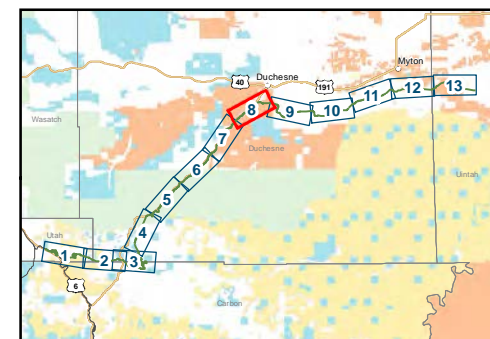 Myton
Duchesne
40
191
13
12
11
10
9
8
Wasatch
7
Duchesne
6
Uintah
5
4
Utah
1
2
3
6
Carbon